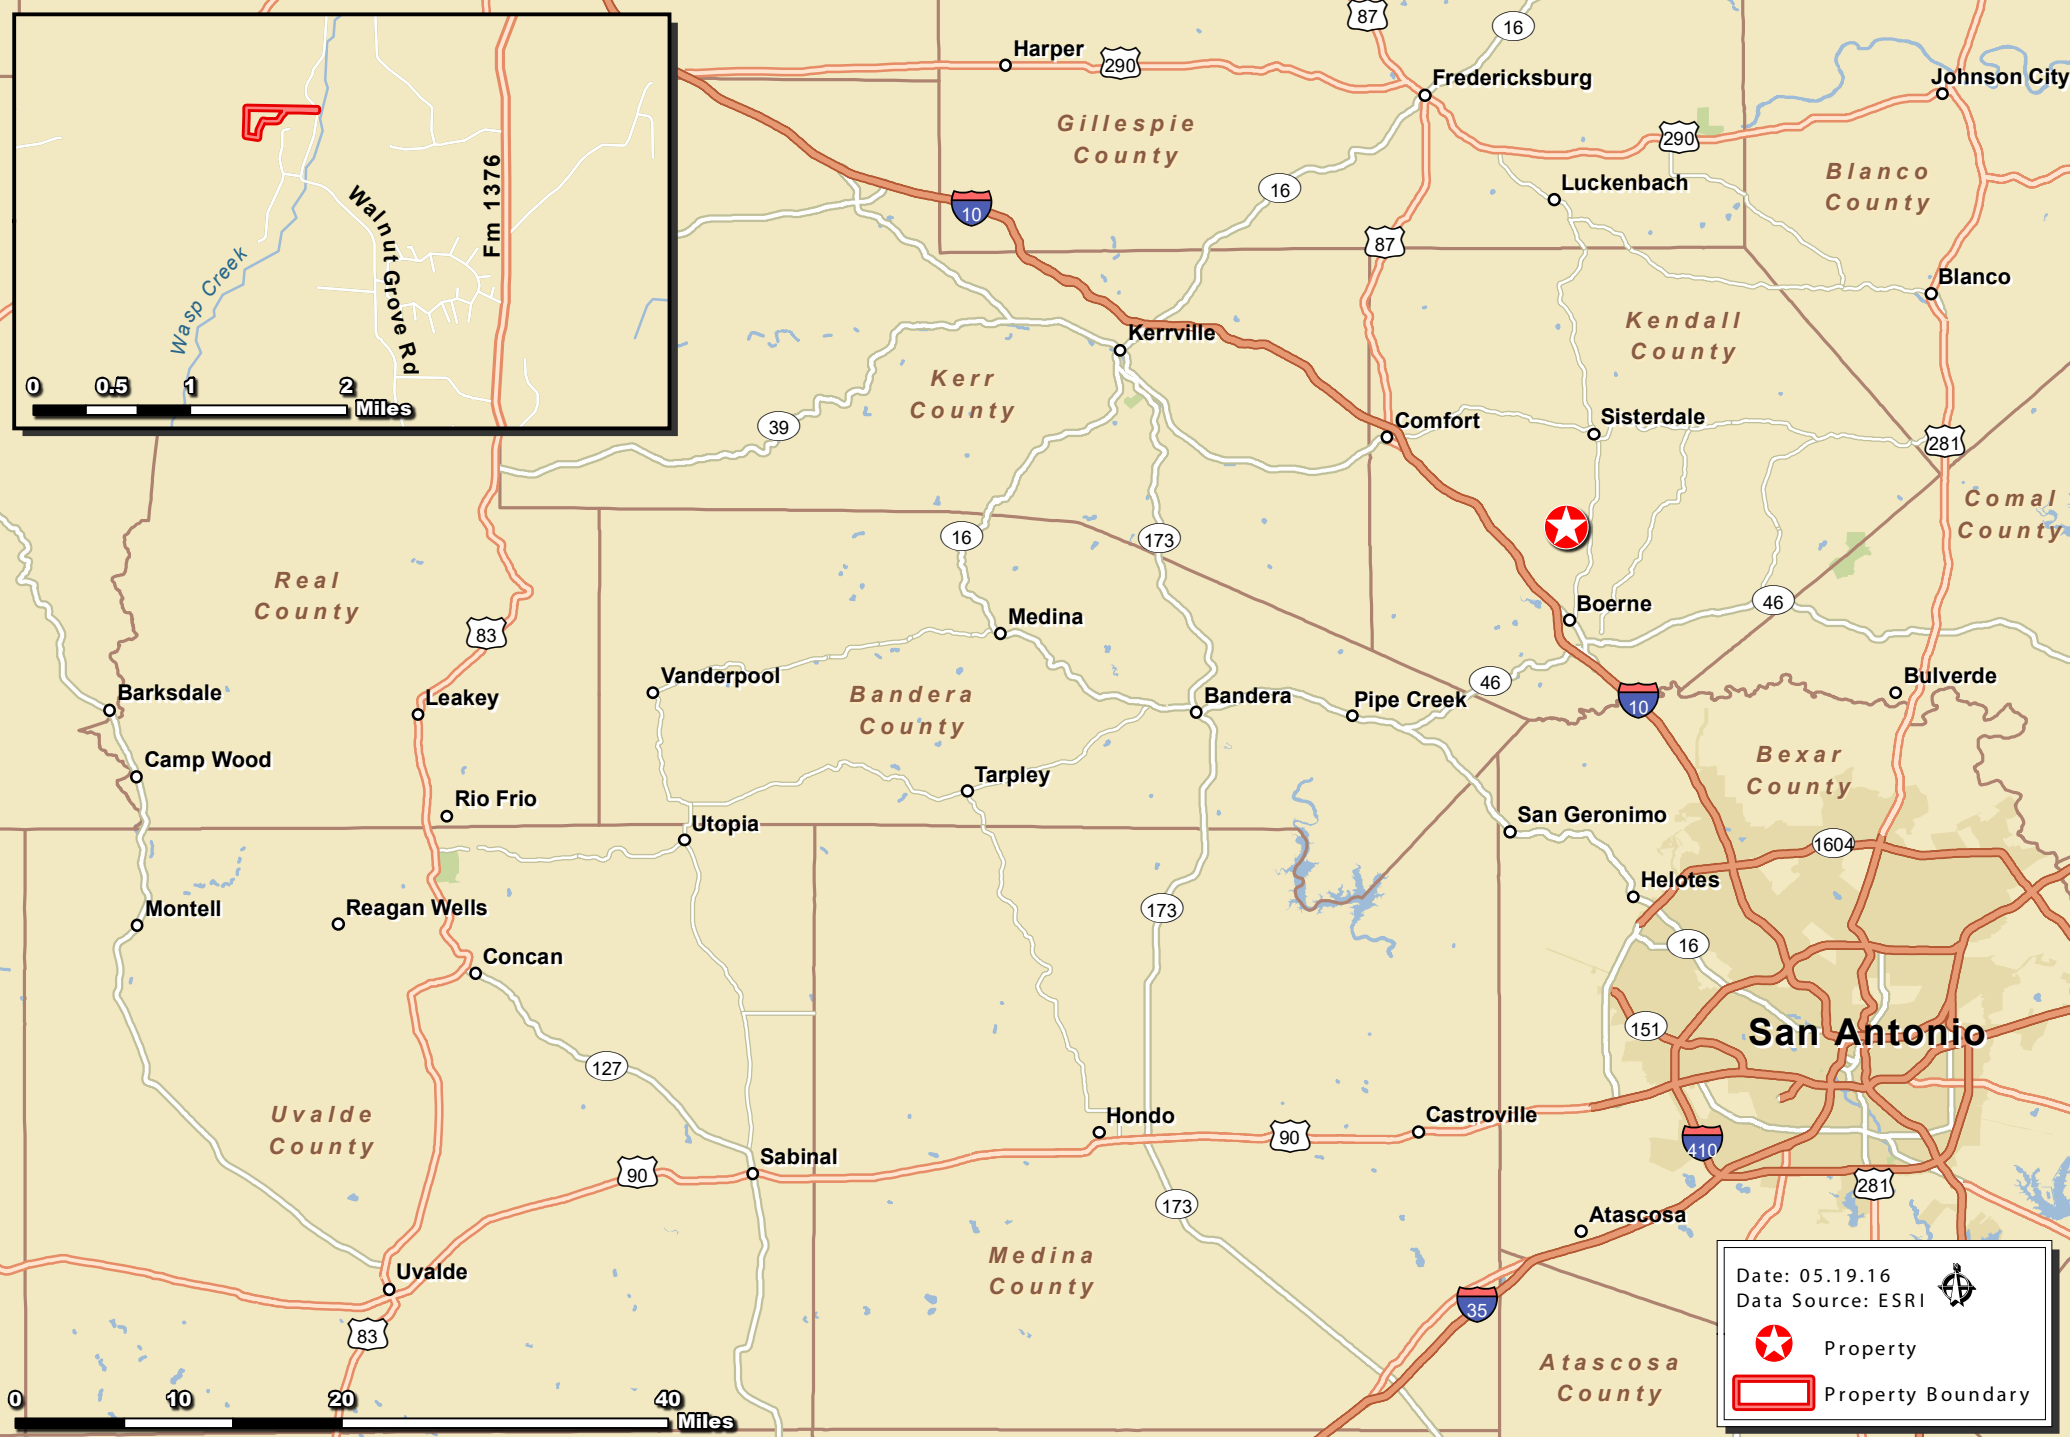 Wasp Creek
Walnut Grove Rd
Fm 1376
0 0.5 1 2 Miles
87
16
Harper
290
Fredericksburg
Johnson City
Gillespie
County
290
Blanco
County
16
Luckenbach
10
87
Blanco
Kerrville
Kendall
County
Kerr
County
39
Comfort
Sisterdale
281
Comal
County
16
173
Real
County
83
Medina
Boerne
46
Vanderpool
Barksdale
Leakey
Bandera
County
Bandera
Pipe Creek
46
10
Bulverde
Camp Wood
Tarpley
Bexar
County
Rio Frio
Utopia
San Geronimo
1604
Helotes
Montell
Reagan Wells
173
16
Concan
151
San Antonio
127
Uvalde
County
Hondo
90
Castroville
410
90
Sabinal
281
173
Atascosa
Medina
County
Uvalde
35
83
Atascosa
County
0 10 20 40 Miles
Date: 05.19.16
Data Source: ESRI
Property
Property Boundary